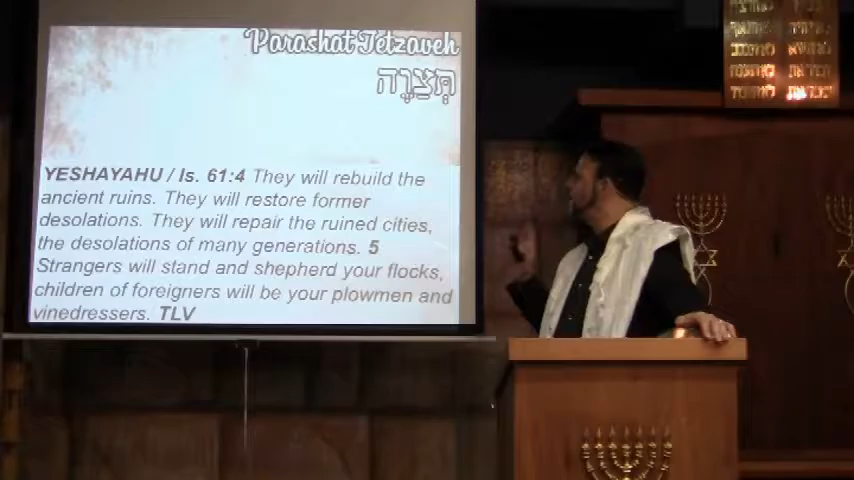 Parashat Tetzaveh
תְּצַוֶּה
YESHAYAHU / Is. 61:4 They will rebuild the
ancient ruins. They will restore former
desolations. They will repair the ruined cities,
the desolations of many generations. 5
Strangers will stand and shepherd your flocks,
children of foreigners will be your plowmen and
vinedressers. TLV